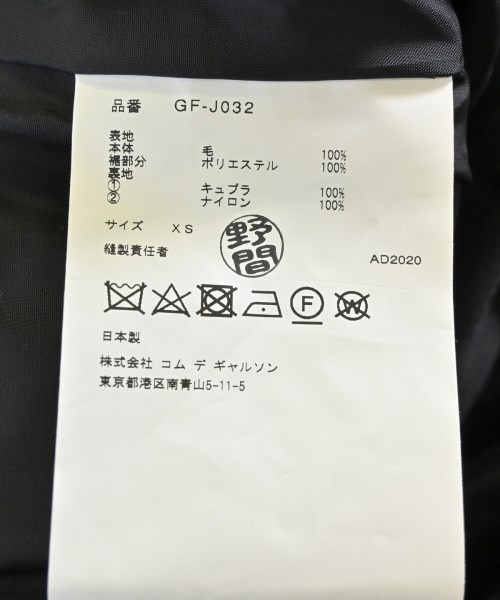 品番 GF-J032
表地
本体 毛 100%
裾部分 ポリエステル 100%
裏地
① キュプラ 100%
② ナイロン 100%
サイズ XS
縫製責任者 野間 AD2020
F W
日本製
株式会社 コム デ ギャルソン
東京都港区南青山5-11-5